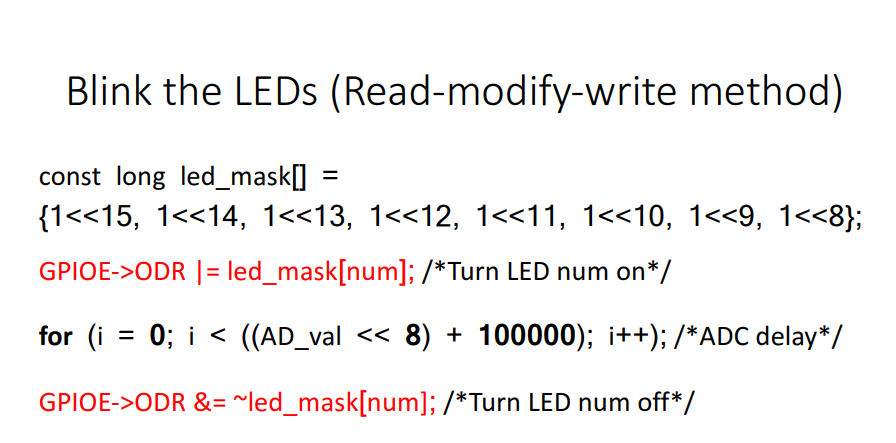 Blink the LEDs (Read-modify-write method)
const long led_mask[] =
{1<<15, 1<<14, 1<<13, 1<<12, 1<<11, 1<<10, 1<<9, 1<<8};
GPIOE->ODR |= led_mask[num]; /*Turn LED num on*/
for (i = 0; i < ((AD_val << 8) + 100000); i++); /*ADC delay*/
GPIOE->ODR &= ~led_mask[num]; /*Turn LED num off*/